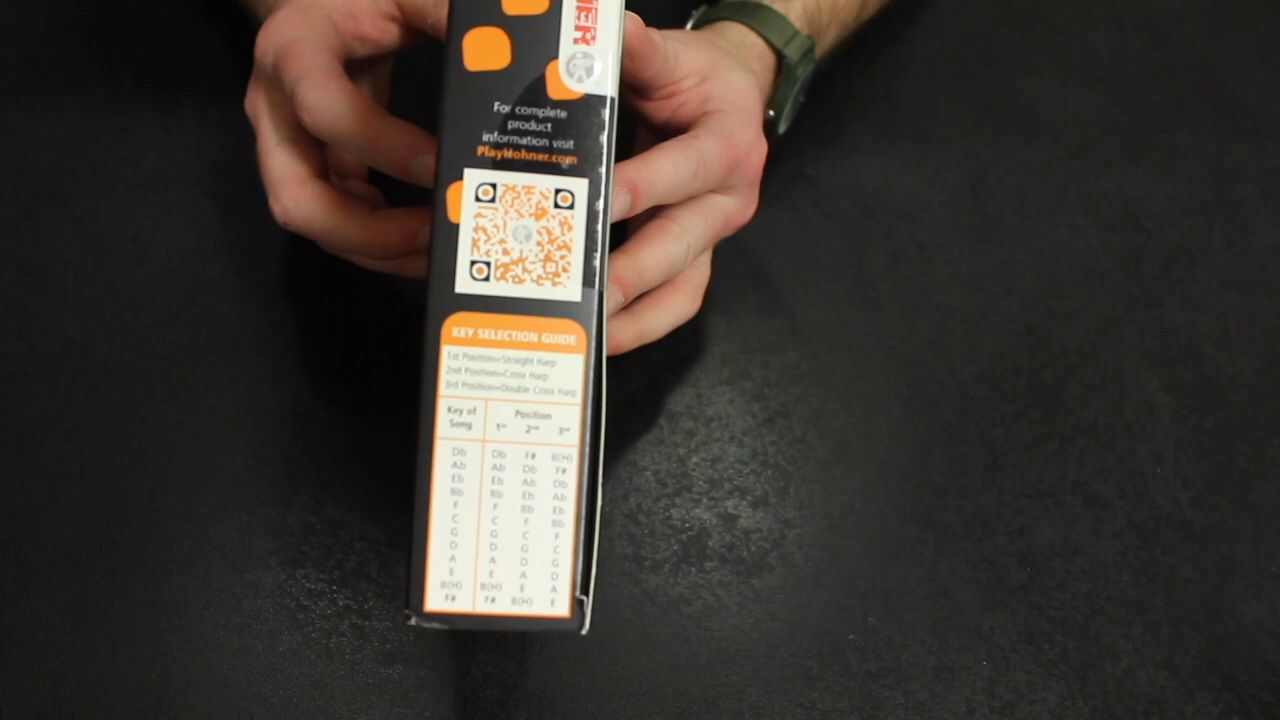 For complete
product
information visit
PlayHohner.com
KEY SELECTION GUIDE
1st Position=Straight Harp
2nd Position=Cross Harp
3rd Position=Double Cross Harp
Key of Song Position
1st 2nd 3rd
Db Db F# B(H)
Ab Ab Db F#
Eb Eb Ab Db
Bb Bb Eb Ab
F F Bb Eb
C C F Bb
G G C F
D D G C
A A D G
E E A D
B(H) B(H) E A
F# F# B(H) E